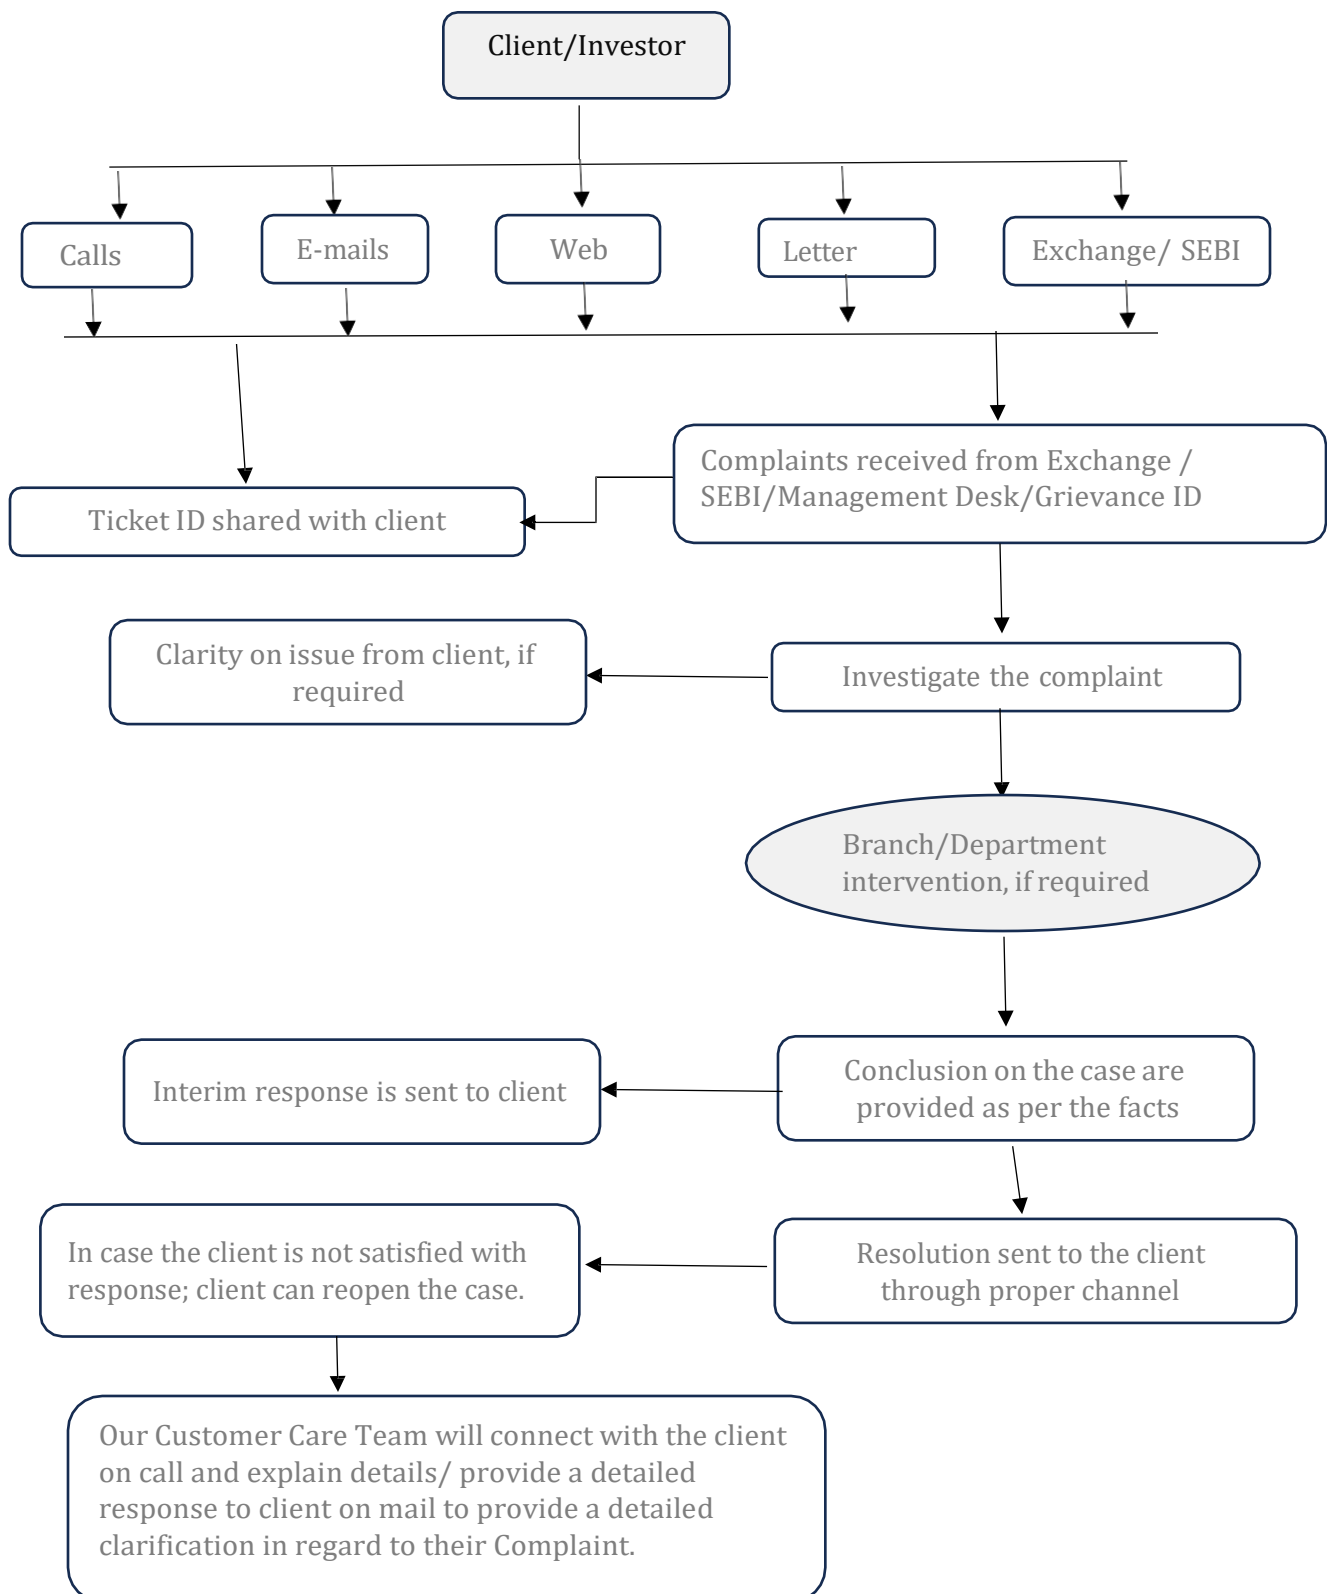 Client/Investor
Calls
E-mails
Web
Letter
Exchange/ SEBI
Complaints received from Exchange /
SEBI/Management Desk/Grievance ID
Ticket ID shared with client
Clarity on issue from client, if
required
Investigate the complaint
Branch/Department
intervention, if required
Interim response is sent to client
Conclusion on the case are
provided as per the facts
In case the client is not satisfied with
response; client can reopen the case.
Resolution sent to the client
through proper channel
Our Customer Care Team will connect with the client
on call and explain details/ provide a detailed
response to client on mail to provide a detailed
clarification in regard to their Complaint.